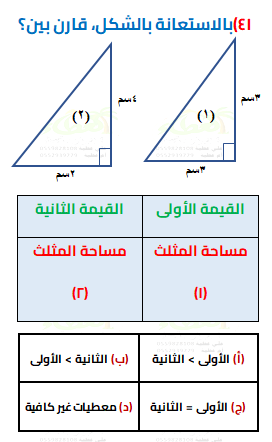 ٤١)بالاستعانة بالشكل، قارن بين؟
(١)
٣سم
٣سم
(٢)
٤سم
٢سم
القيمة الأولى
القيمة الثانية
مساحة المثلث
(١)
مساحة المثلث
(٢)
(أ) الأولى > الثانية
(ب) الثانية > الأولى
(ج) الأولى = الثانية
(د) معطيات غير كافية